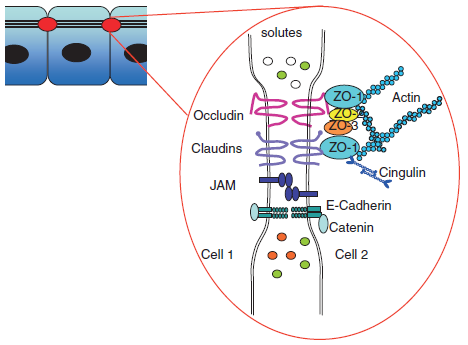 solutes
ZO-1
Actin
ZO-2
Occludin
ZO-3
Claudins
ZO-1
Cingulin
JAM
E-Cadherin
Catenin
Cell 1
Cell 2